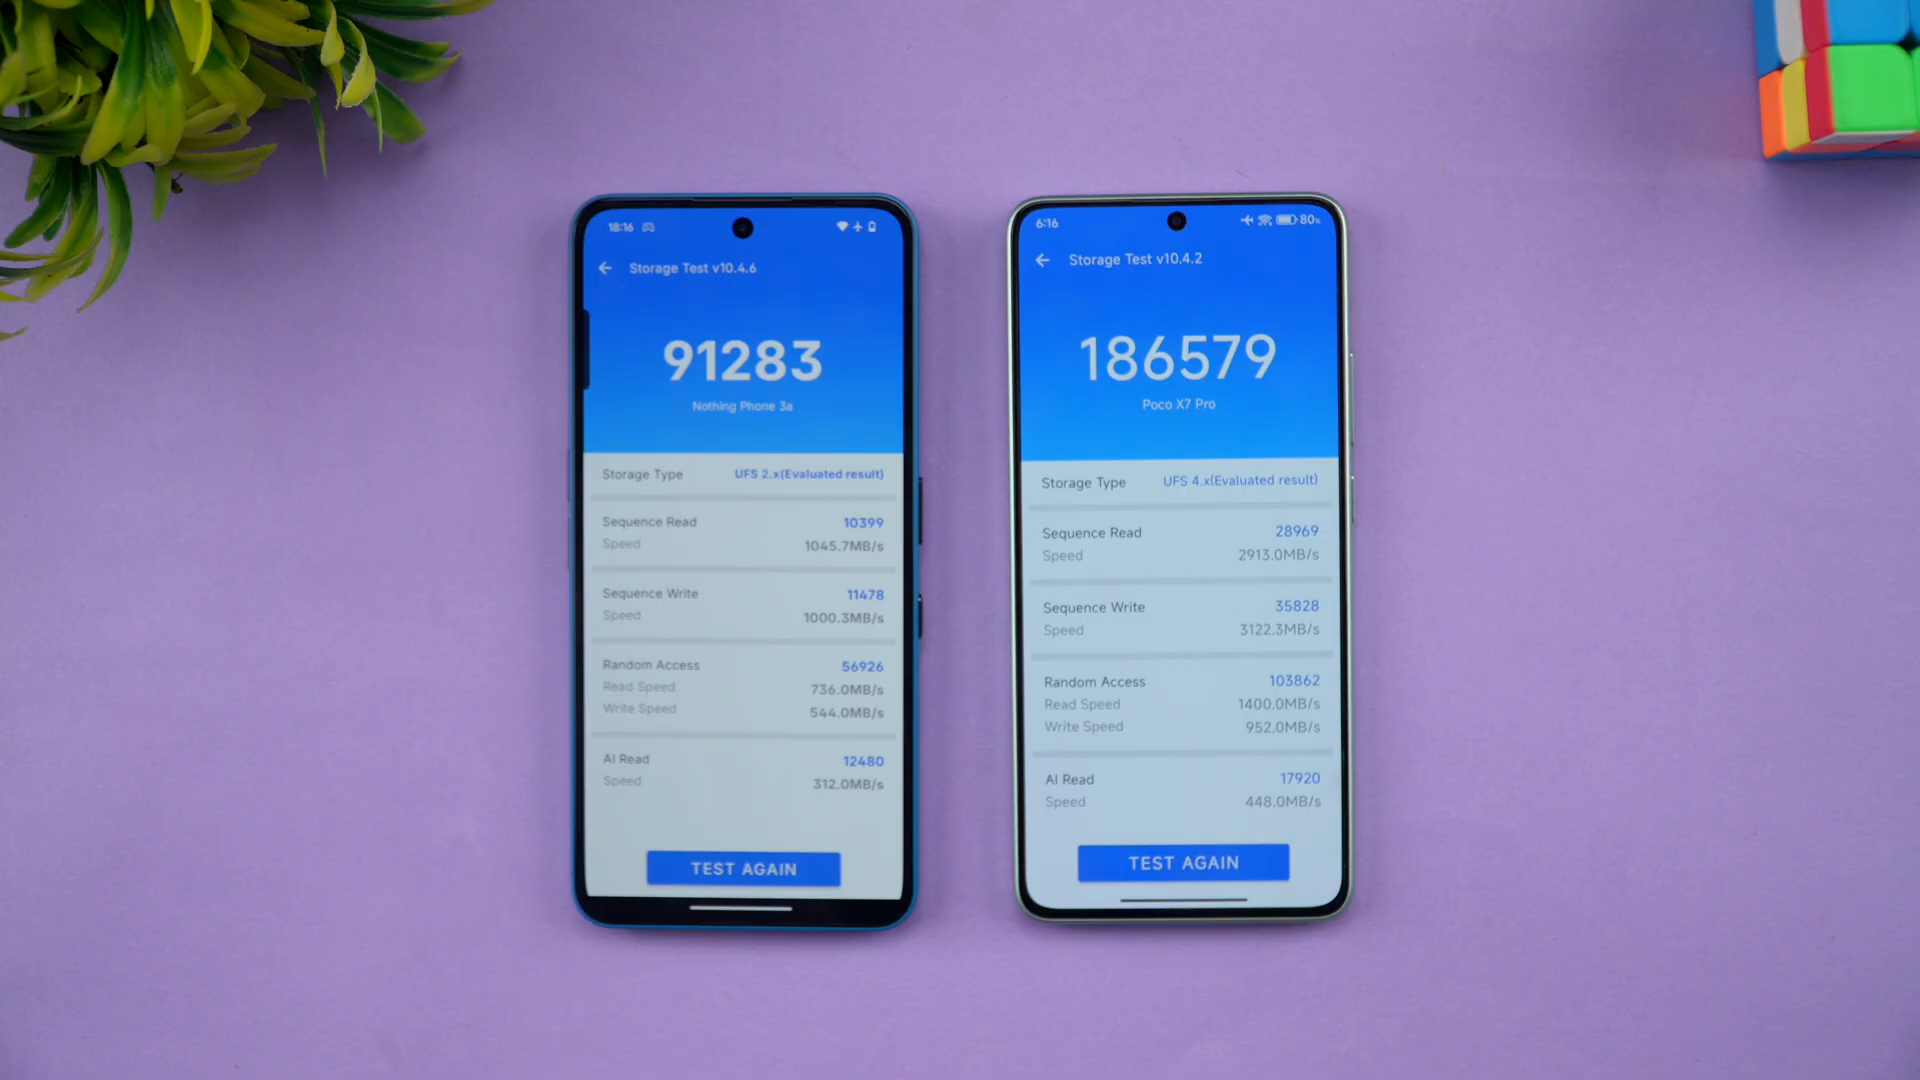 18:16
Storage Test v10.4.6
91283
Nothing Phone 3a
Storage Type UFS 2.x(Evaluated result)
Sequence Read 10399
Speed 1045.7MB/s
Sequence Write 11478
Speed 1000.3MB/s
Random Access 56926
Read Speed 736.0MB/s
Write Speed 544.0MB/s
AI Read 12480
Speed 312.0MB/s
TEST AGAIN
6:16 80%
Storage Test v10.4.2
186579
Poco X7 Pro
Storage Type UFS 4.x(Evaluated result)
Sequence Read 28969
Speed 2913.0MB/s
Sequence Write 35828
Speed 3122.3MB/s
Random Access 103862
Read Speed 1400.0MB/s
Write Speed 952.0MB/s
AI Read 17920
Speed 448.0MB/s
TEST AGAIN